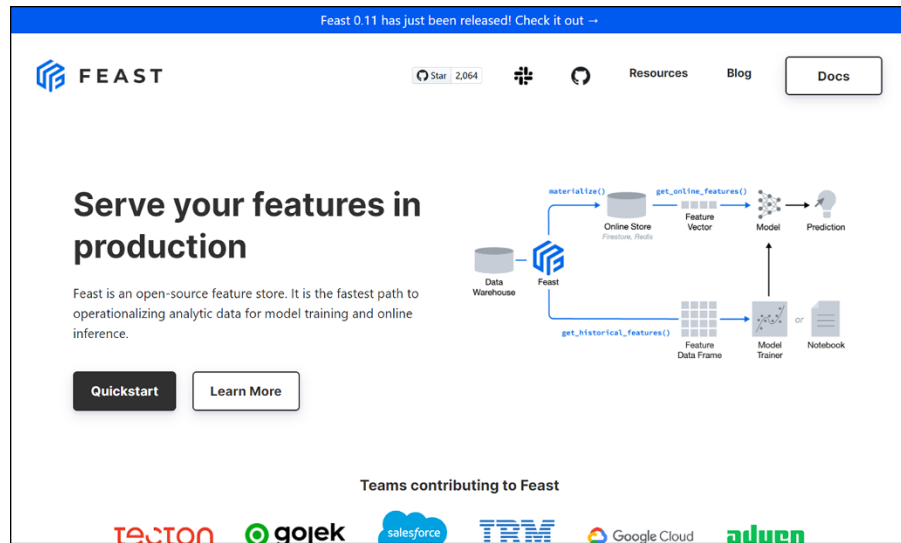 Feast 0.11 has just been released! Check it out →
FEAST
Star 2,064
Resources
Blog
Docs
Serve your features in
production
Feast is an open-source feature store. It is the fastest path to
operationalizing analytic data for model training and online
inference.
Quickstart
Learn More
materialize()
get_online_features()
Online Store
Firestore, Redis
Feature
Vector
Model
Prediction
Data
Warehouse
Feast
get_historical_features()
Feature
Data Frame
Model
Trainer
or
Notebook
Teams contributing to Feast
TECTON
gojek
salesforce
Google Cloud
adyen